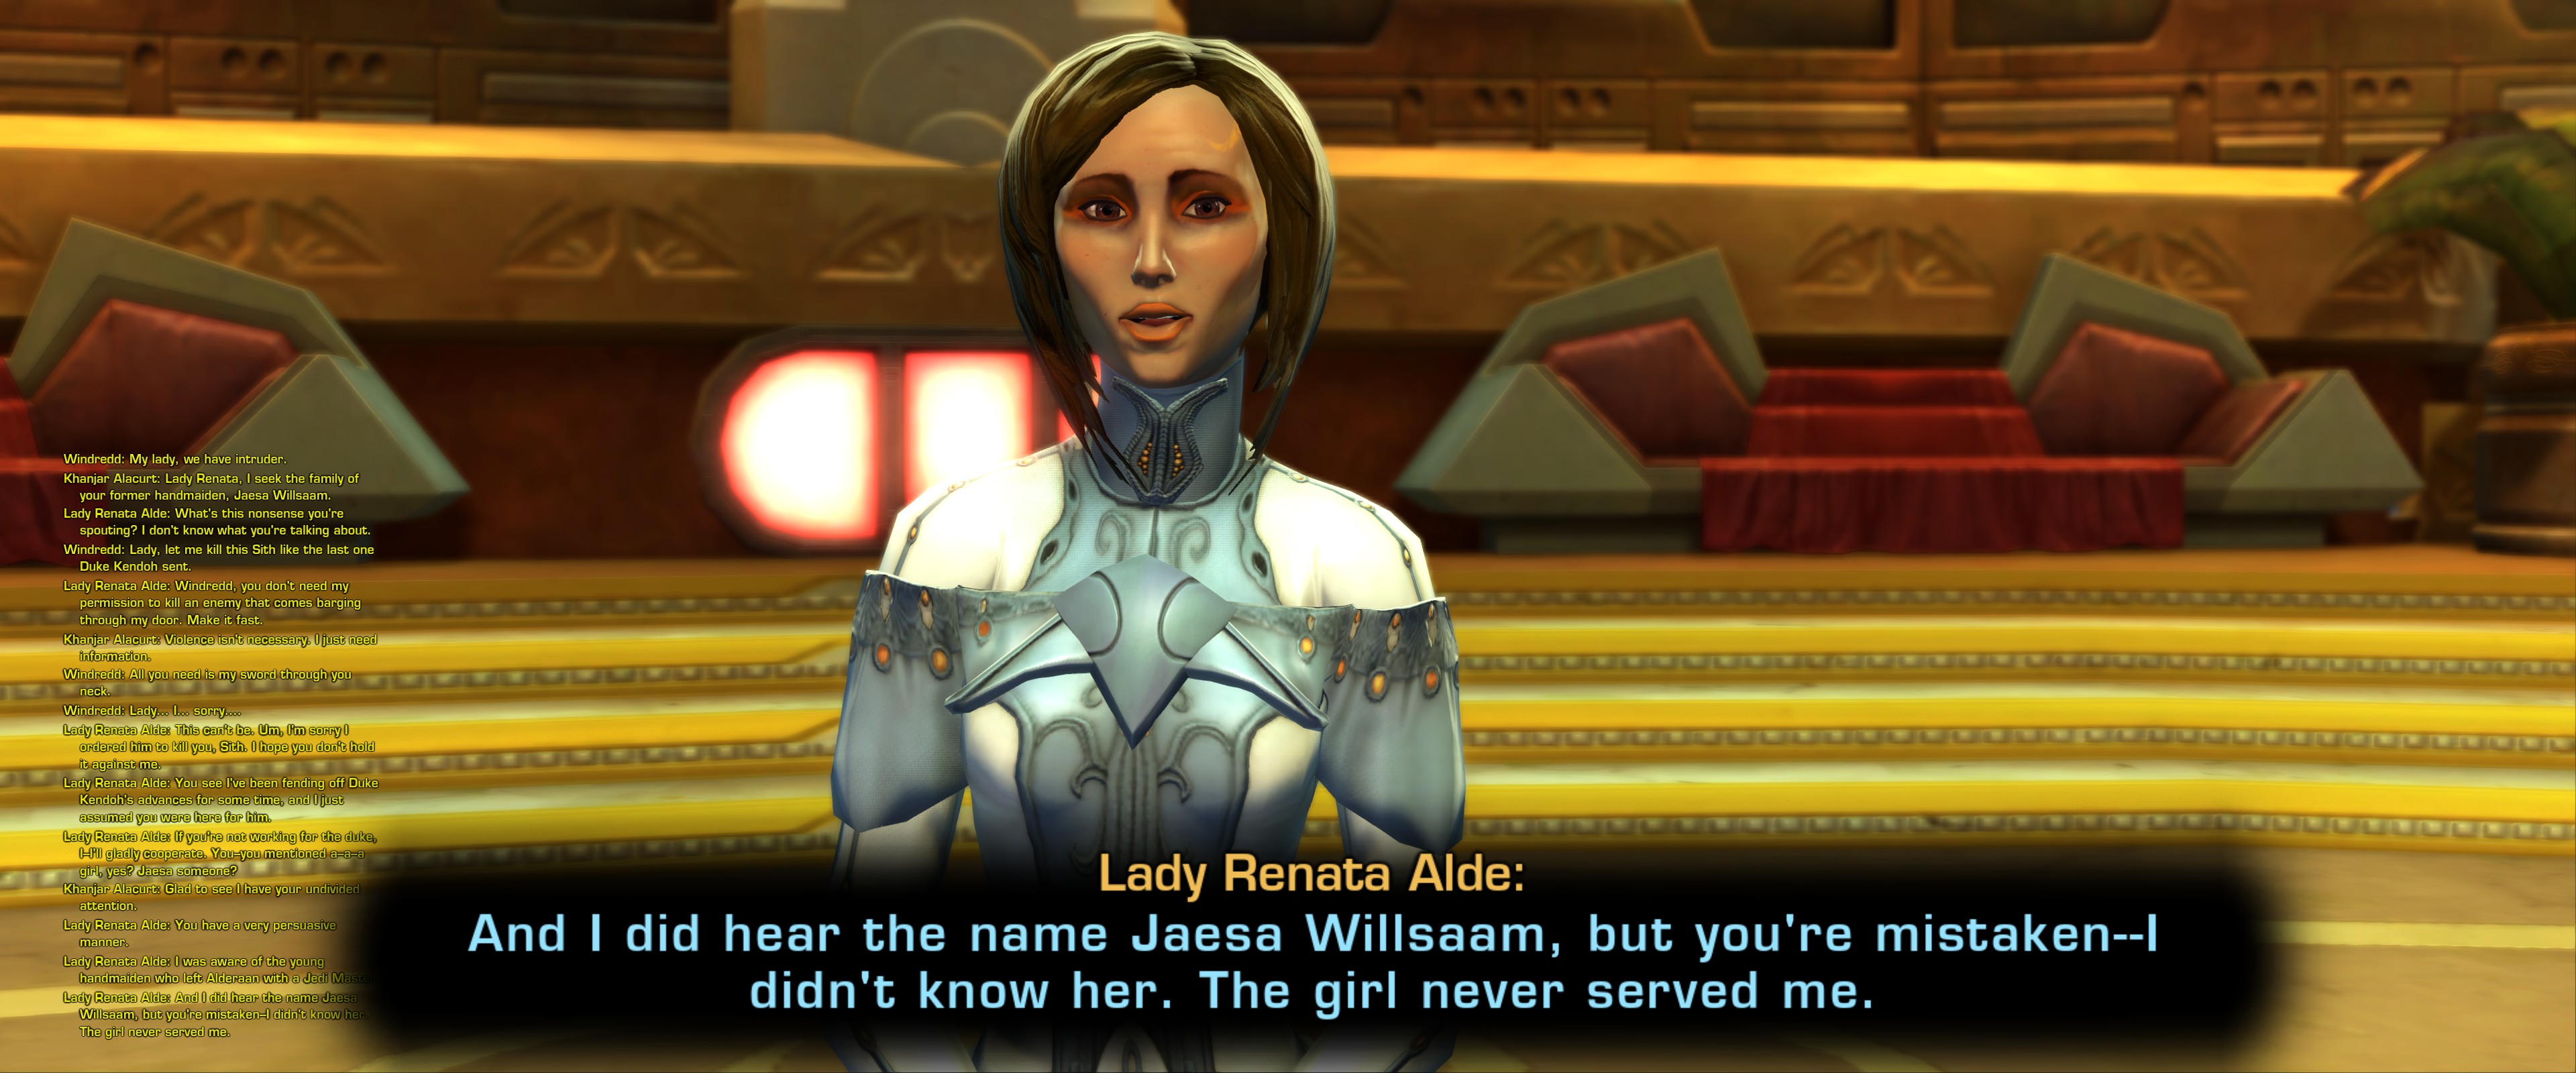 Windredd: My lady, we have intruder.
Khanjar Alacurt: Lady Renata, I seek the family of
your former handmaiden, Jaesa Willsaam.
Lady Renata Alde: What's this nonsense you're
spouting? I don't know what you're talking about.
Windredd: Lady, let me kill this Sith like the last one
Duke Kendoh sent.
Lady Renata Alde: Windredd, you don't need my
permission to kill an enemy that comes barging
through my door. Make it fast.
Khanjar Alacurt: Violence isn't necessary. I just need
information.
Windredd: All you need is my sword through you
neck.
Windredd: Lady... I... sorry....
Lady Renata Alde: This can't be. Um, I'm sorry I
ordered him to kill you, Sith. I hope you don't hold
it against me.
Lady Renata Alde: You see I've been fending off Duke
Kendoh's advances for some time, and I just
assumed you were here for him.
Lady Renata Alde: If you're not working for the duke,
I-I'll gladly cooperate. You-you mentioned a-a-a
girl, yes? Jaesa someone?
Khanjar Alacurt: Glad to see I have your undivided
attention.
Lady Renata Alde: You have a very persuasive
manner.
Lady Renata Alde: I was aware of the young
handmaiden who left Alderaan with a Jedi Master.
Lady Renata Alde: And I did hear the name Jaesa
Willsaam, but you're mistaken-I didn't know her.
The girl never served me.
Lady Renata Alde:
And I did hear the name Jaesa Willsaam, but you're mistaken--I
didn't know her. The girl never served me.